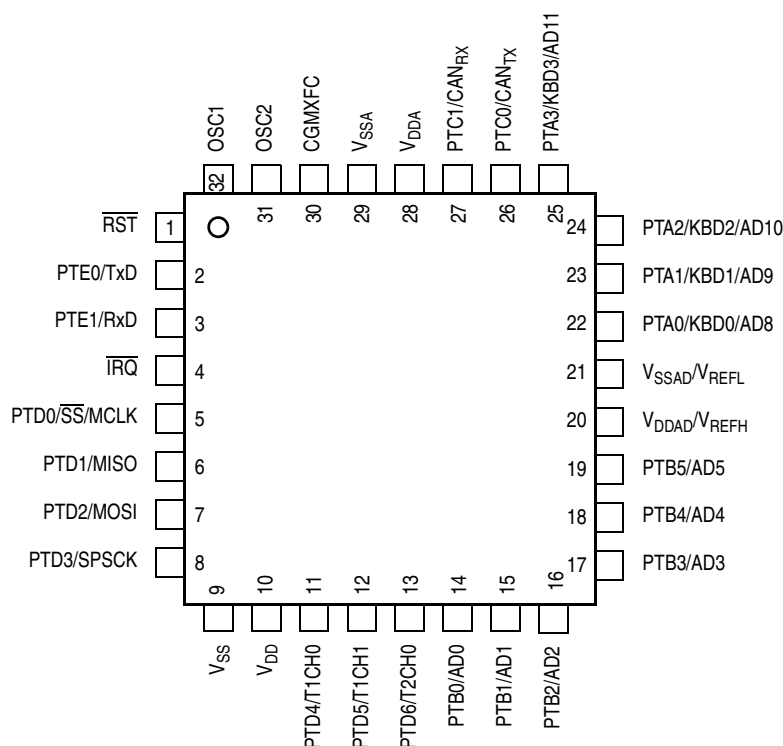 OSC1
OSC2
CGMXFC
VSSA
VDDA
PTC1/CANRX
PTC0/CANTX
PTA3/KBD3/AD11
32
31
30
29
28
27
26
25
RST
1
PTE0/TxD
2
PTE1/RxD
3
IRQ
4
PTD0/SS/MCLK
5
PTD1/MISO
6
PTD2/MOSI
7
PTD3/SPSCK
8
24
PTA2/KBD2/AD10
23
PTA1/KBD1/AD9
22
PTA0/KBD0/AD8
21
VSSAD/VREFL
20
VDDAD/VREFH
19
PTB5/AD5
18
PTB4/AD4
17
PTB3/AD3
9
10
11
12
13
14
15
16
VSS
VDD
PTD4/T1CH0
PTD5/T1CH1
PTD6/T2CH0
PTB0/AD0
PTB1/AD1
PTB2/AD2